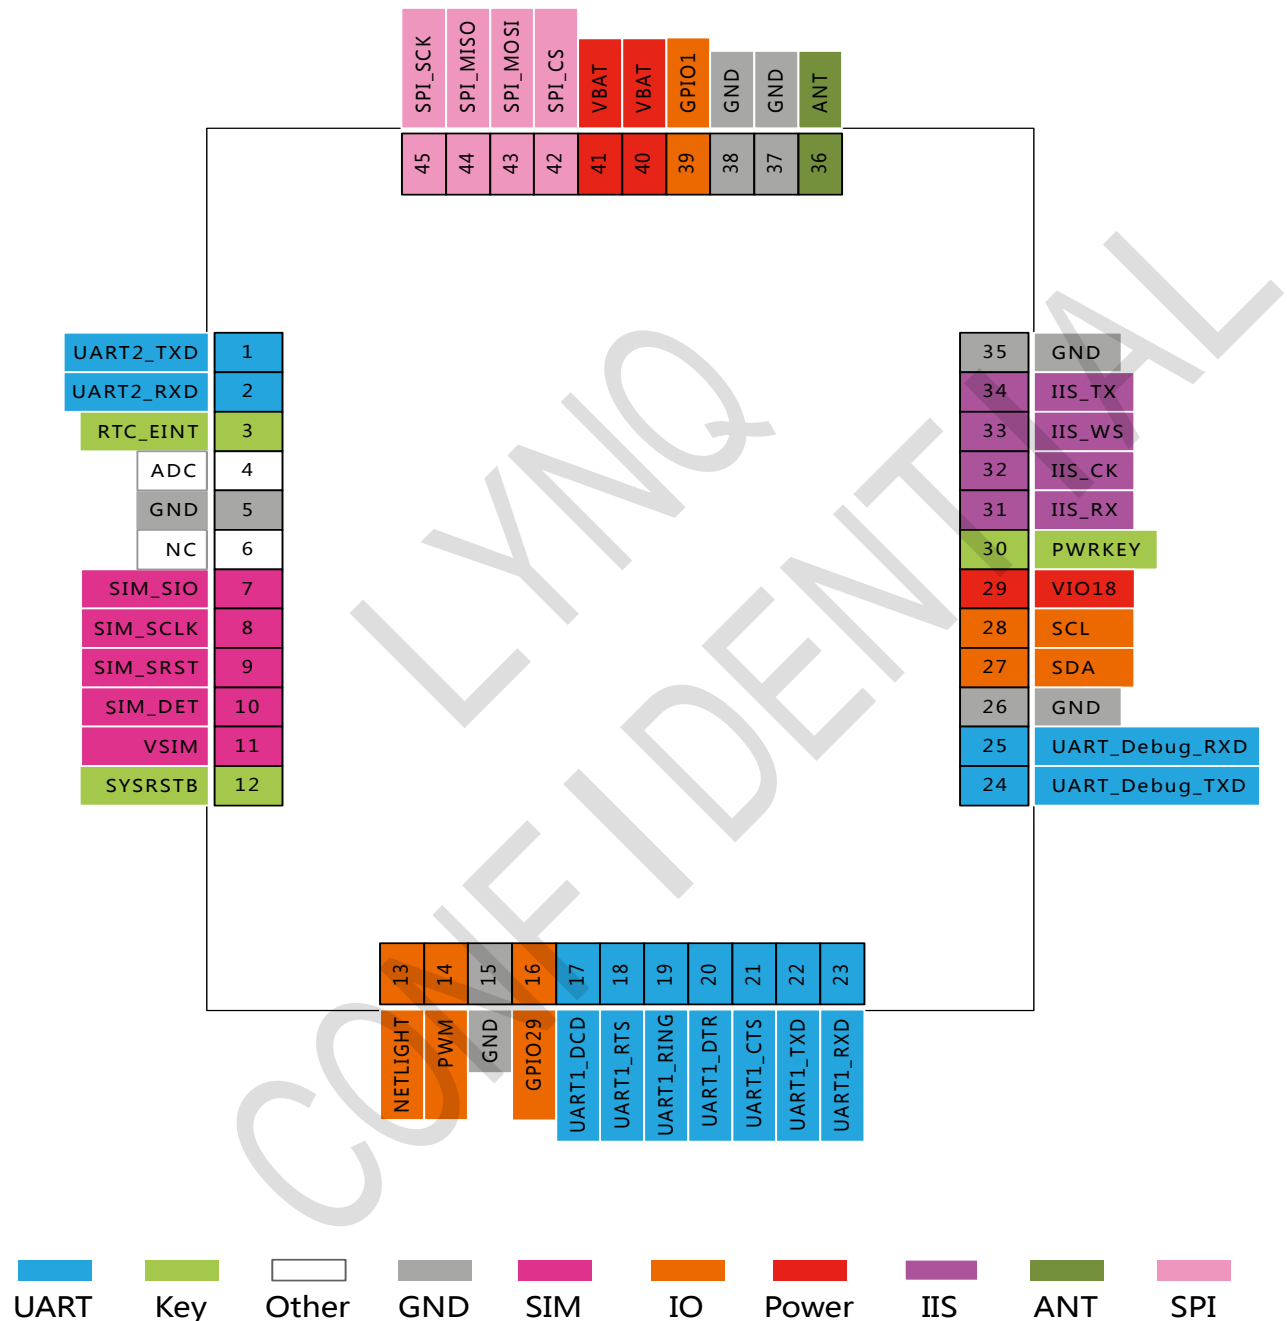 SPI_SCK SPI_MISO SPI_MOSI SPI_CS VBAT VBAT GPIO1 GND GND ANT
45 44 43 42 41 40 39 38 37 36
UART2_TXD 1
UART2_RXD 2
RTC_EINT 3
ADC 4
GND 5
NC 6
SIM_SIO 7
SIM_SCLK 8
SIM_SRST 9
SIM_DET 10
VSIM 11
SYSRSTB 12
35 GND
34 IIS_TX
33 IIS_WS
32 IIS_CK
31 IIS_RX
30 PWRKEY
29 VIO18
28 SCL
27 SDA
26 GND
25 UART_Debug_RXD
24 UART_Debug_TXD
LYNQ
CONFIDENTIAL
13 14 15 16 17 18 19 20 21 22 23
NETLIGHT PWM GND GPIO29 UART1_DCD UART1_RTS UART1_RING UART1_DTR UART1_CTS UART1_TXD UART1_RXD
UART Key Other GND SIM IO Power IIS ANT SPI